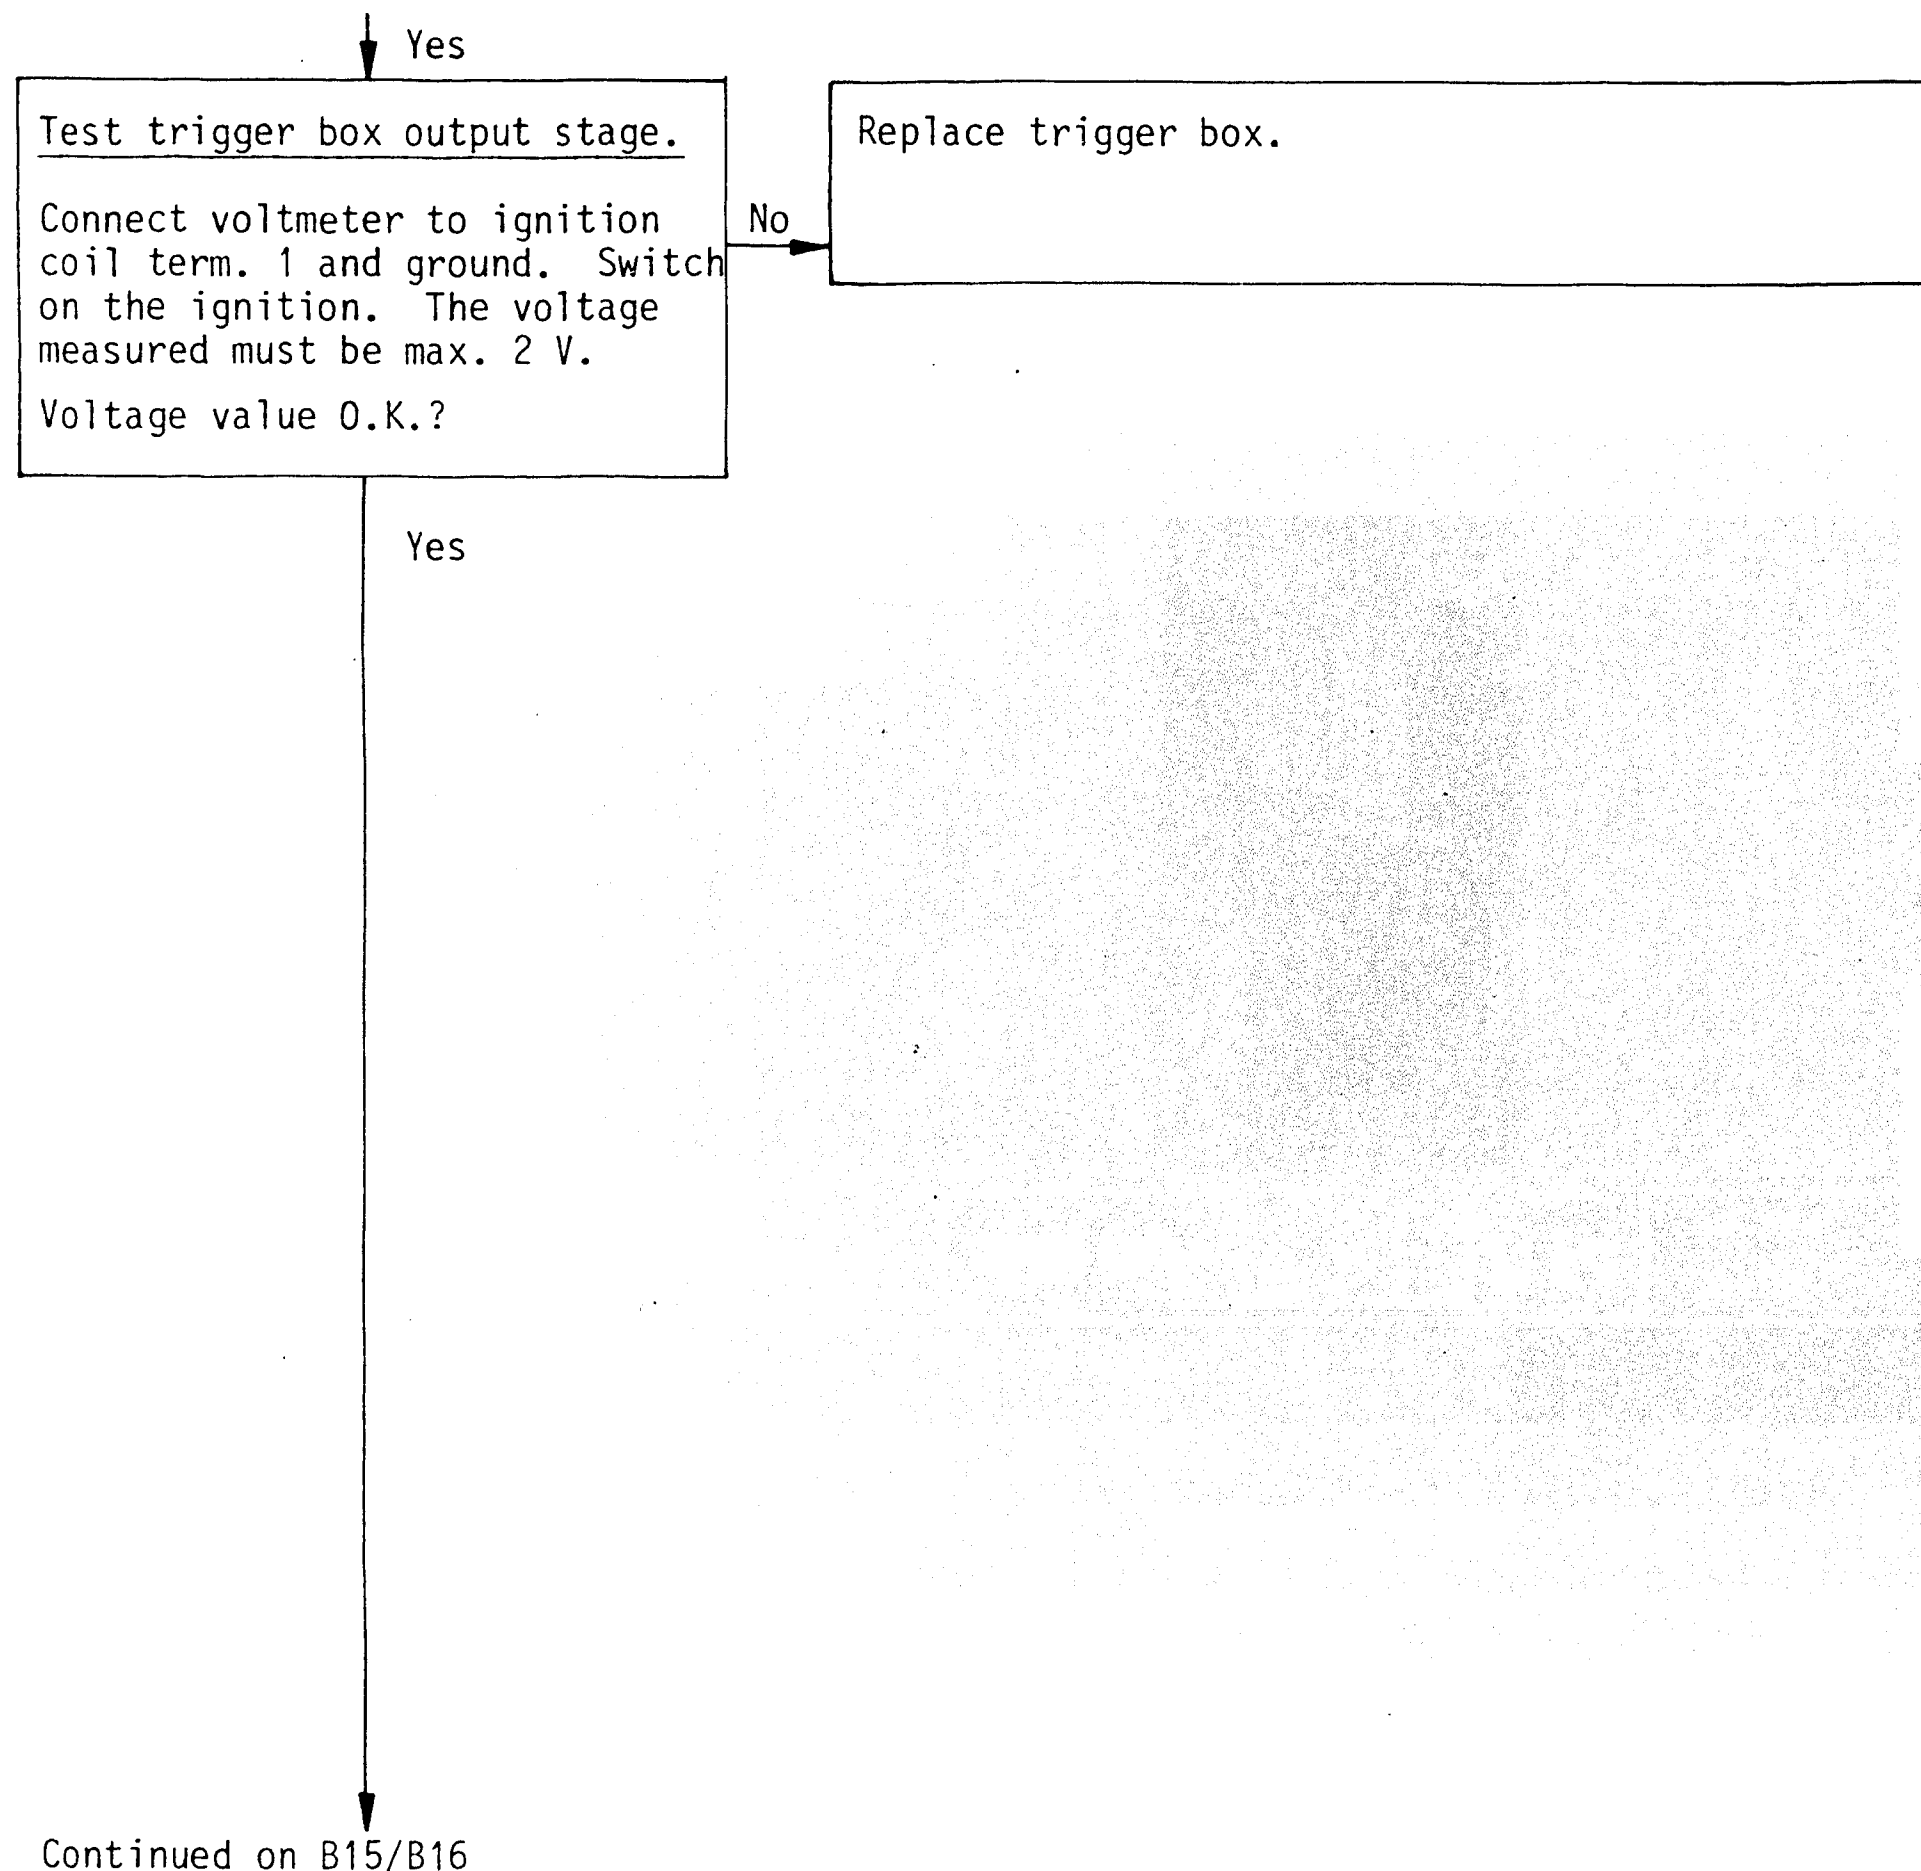 Yes
Test trigger box output stage.
Connect voltmeter to ignition
coil term. 1 and ground. Switch
on the ignition. The voltage
measured must be max. 2 V.
Voltage value O.K.?
No
Replace trigger box.
Yes
Continued on B15/B16